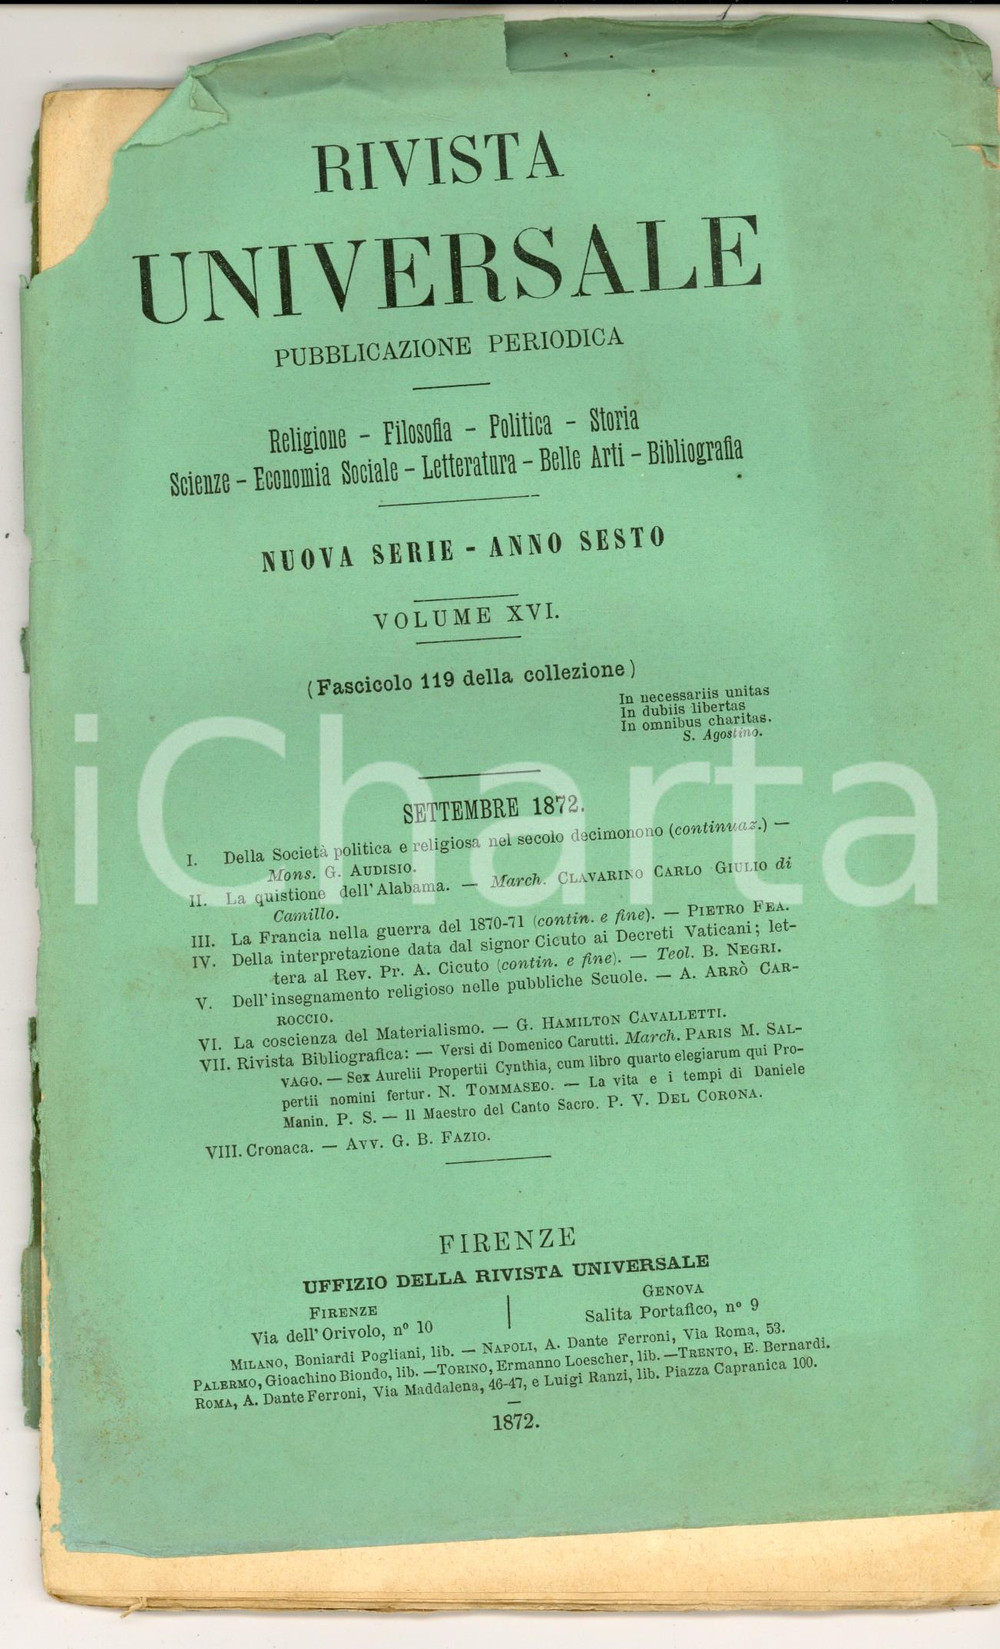 RIVISTA
UNIVERSALE
PUBBLICAZIONE PERIODICA
Religione – Filosofia – Politica – Storia
Scienze – Economia Sociale – Letteratura – Belle Arti – Bibliografia
NUOVA SERIE - ANNO SESTO
VOLUME XVI.
(Fascicolo 119 della collezione)
In necessariis unitas
In dubiis libertas
In omnibus charitas.
S. Agostino.
iCharta
SETTEMBRE 1872.
I. Della Società politica e religiosa nel secolo decimonono (continuaz.) —
Mons. G. AUDISIO.
II. La quistione dell'Alabama. — March. CLAVARINO CARLO GIULIO di
Camillo.
III. La Francia nella guerra del 1870-71 (contin. e fine). — PIETRO FEA.
IV. Della interpretazione data dal signor Cicuto ai Decreti Vaticani; let-
tera al Rev. Pr. A. Cicuto (contin. e fine). — Teol. B. NEGRI.
V. Dell'insegnamento religioso nelle pubbliche Scuole. — A. ARRÒ CAR-
ROCCIO.
VI. La coscienza del Materialismo. — G. HAMILTON CAVALLETTI.
VII. Rivista Bibliografica: — Versi di Domenico Carutti. March. PARIS M. SAL-
VAGO. — Sex Aurelii Propertii Cynthia, cum libro quarto elegiarum qui Pro-
pertii nomini fertur. N. TOMMASEO. — La vita e i tempi di Daniele
Manin. P. S. — Il Maestro del Canto Sacro. P. V. DEL CORONA.
VIII. Cronaca. — AVV. G. B. FAZIO.
FIRENZE
UFFIZIO DELLA RIVISTA UNIVERSALE
FIRENZE
Via dell'Orivolo, n° 10
GENOVA
Salita Portafico, n° 9
MILANO, Boniardi Pogliani, lib. — NAPOLI, A. Dante Ferroni, Via Roma, 53.
PALERMO, Gioachino Biondo, lib. — TORINO, Ermanno Loescher, lib. — TRENTO, E. Bernardi.
ROMA, A. Dante Ferroni, Via Maddalena, 46-47, e Luigi Ranzi, lib. Piazza Capranica 100.
1872.